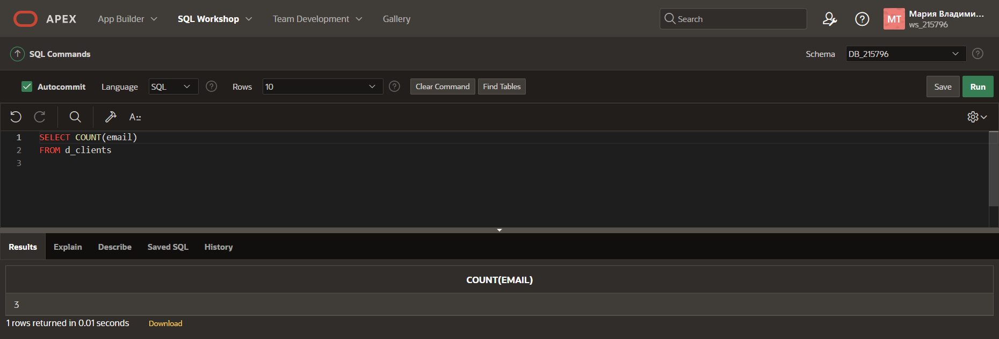 APEX App Builder SQL Workshop Team Development Gallery Search MT Мария Владими...
ws_215796
SQL Commands Schema DB_215796
Autocommit Language SQL Rows 10 Clear Command Find Tables Save Run
1 SELECT COUNT(email)
2 FROM d_clients
3
Results Explain Describe Saved SQL History
COUNT(EMAIL)
3
1 rows returned in 0.01 seconds Download